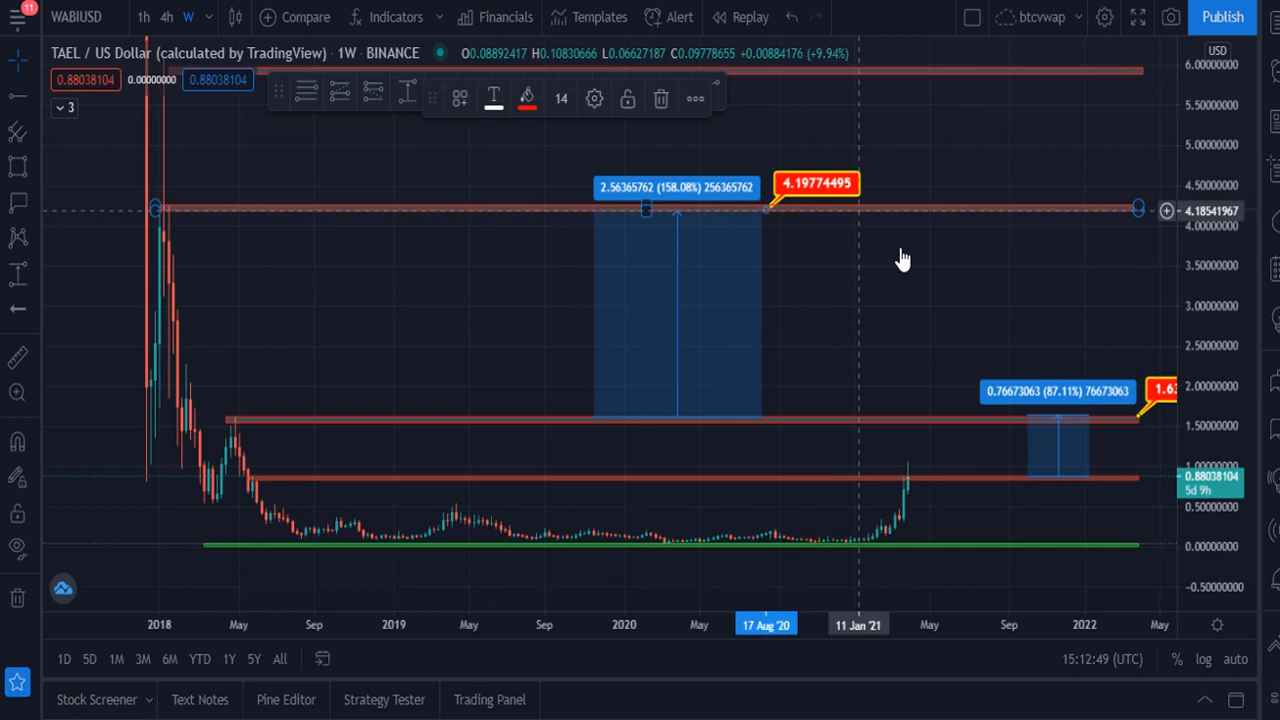 11
WABIUSD
1h 4h W
Compare
Indicators
Financials
Templates
Alert
Replay
btcvwap
Publish
TAEL / US Dollar (calculated by TradingView) · 1W · BINANCE
O0.08892417 H0.10830666 L0.06627187 C0.09778655 +0.00884176 (+9.94%)
USD
0.88038104 0.00000000 0.88038104
3
T
14
6.00000000
5.50000000
5.00000000
4.50000000
2.56365762 (158.08%) 256365762
4.19774495
4.18541967
4.00000000
3.50000000
3.00000000
2.50000000
2.00000000
0.76673063 (87.11%) 76673063
1.63
1.50000000
1.00000000
0.88038104
5d 9h
0.50000000
0.00000000
−0.50000000
2018 May Sep 2019 May Sep 2020 May 17 Aug '20 11 Jan '21 May Sep 2022 May
1D 5D 1M 3M 6M YTD 1Y 5Y All
15:12:49 (UTC) % log auto
Stock Screener Text Notes Pine Editor Strategy Tester Trading Panel